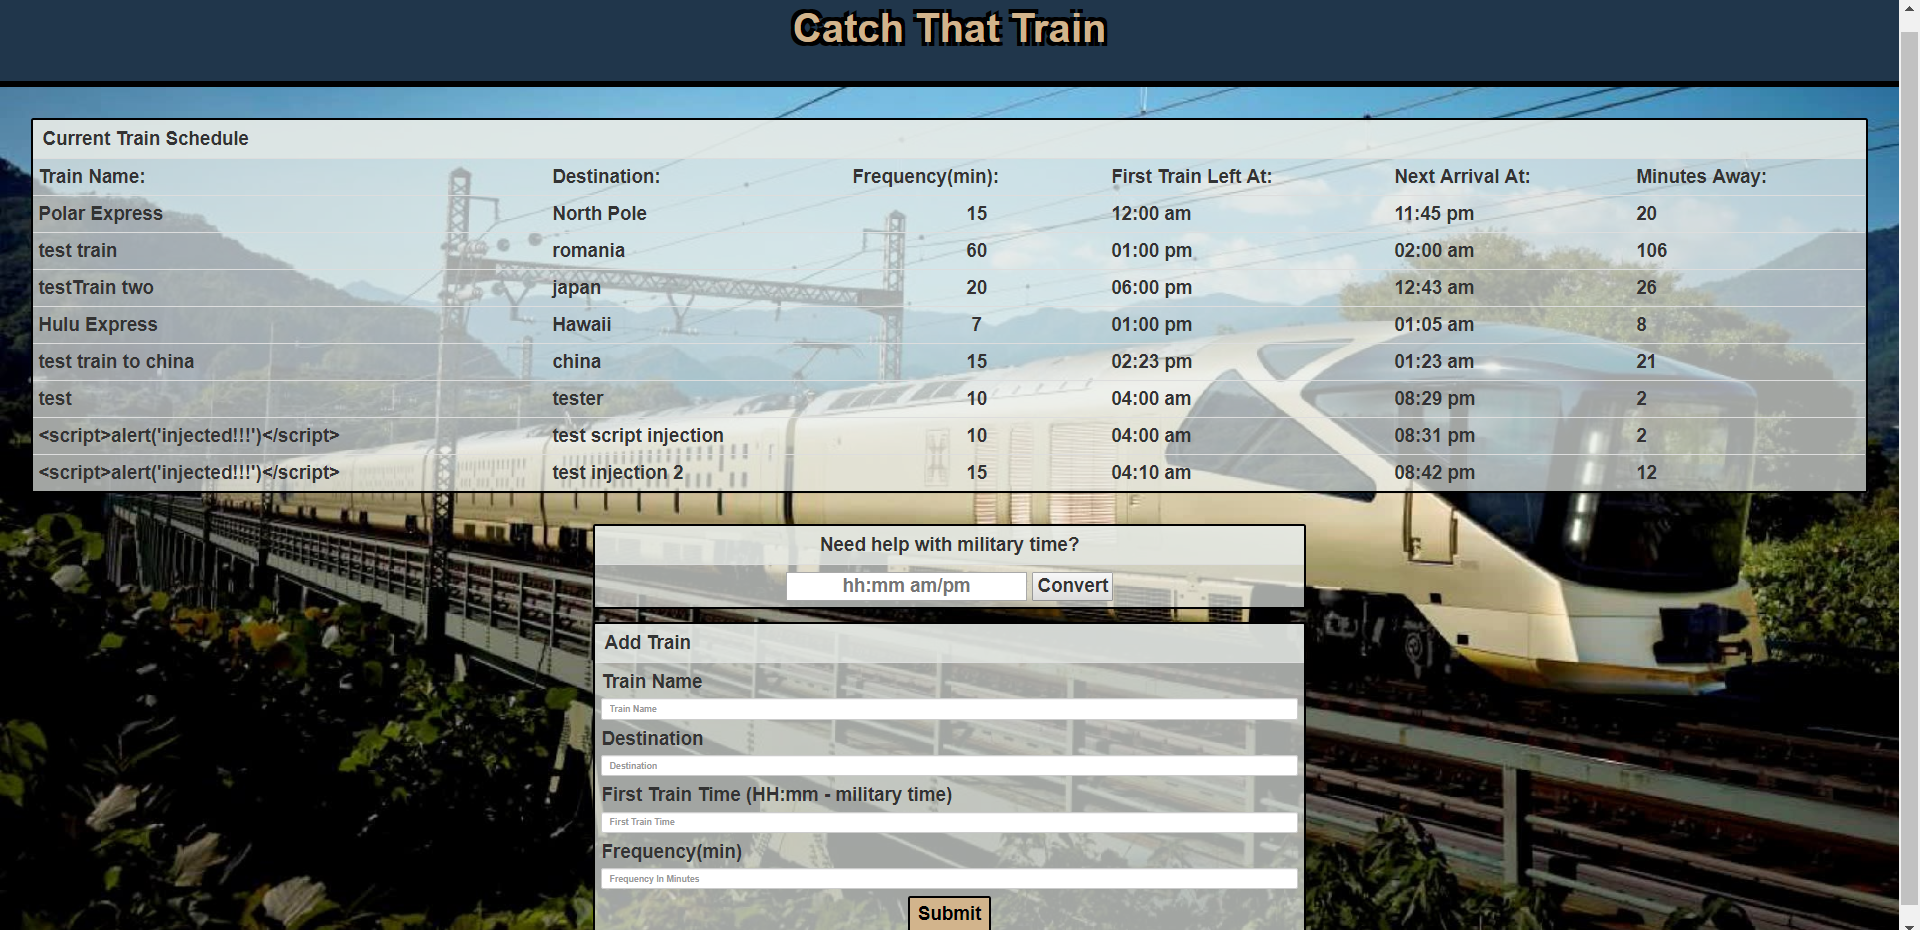 Catch That Train
Current Train Schedule
Train Name: Destination: Frequency(min): First Train Left At: Next Arrival At: Minutes Away:
Polar Express North Pole 15 12:00 am 11:45 pm 20
test train romania 60 01:00 pm 02:00 am 106
testTrain two japan 20 06:00 pm 12:43 am 26
Hulu Express Hawaii 7 01:00 pm 01:05 am 8
test train to china china 15 02:23 pm 01:23 am 21
test tester 10 04:00 am 08:29 pm 2
<script>alert('injected!!!')</script> test script injection 10 04:00 am 08:31 pm 2
<script>alert('injected!!!')</script> test injection 2 15 04:10 am 08:42 pm 12
Need help with military time?
hh:mm am/pm Convert
Add Train
Train Name
Train Name
Destination
Destination
First Train Time (HH:mm - military time)
First Train Time
Frequency(min)
Frequency In Minutes
Submit